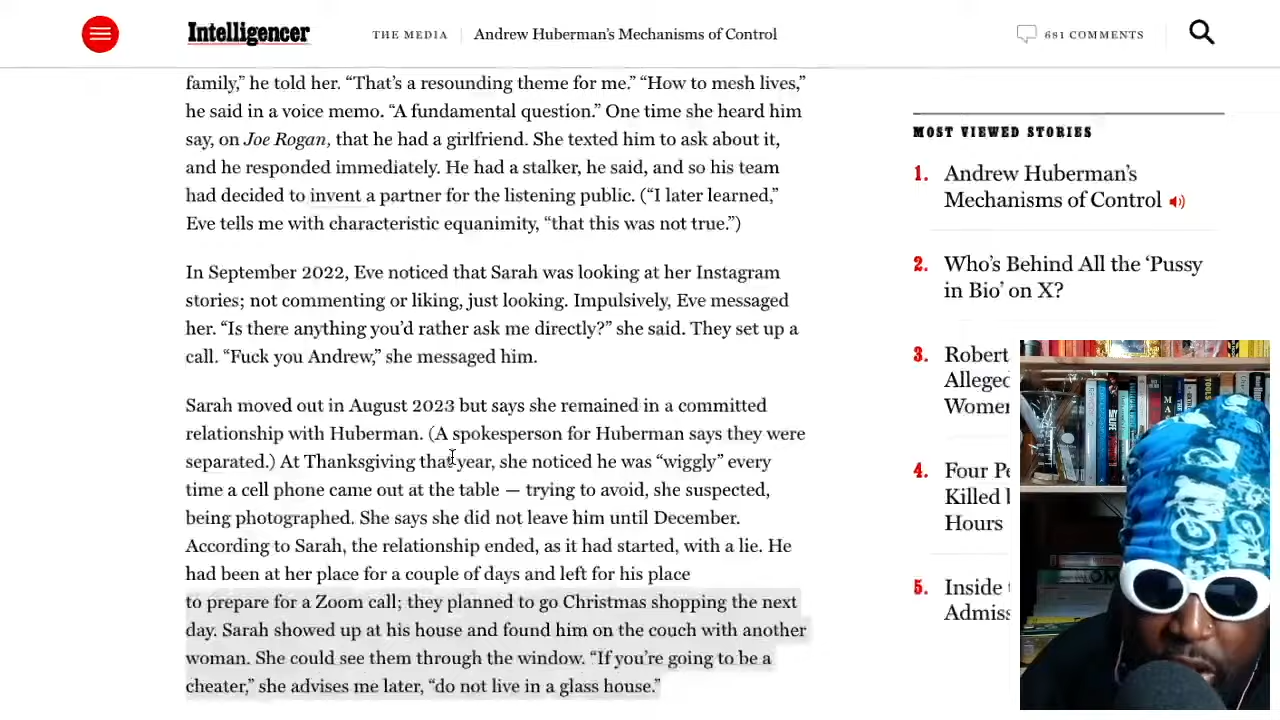 Intelligencer
THE MEDIA
Andrew Huberman's Mechanisms of Control
681 COMMENTS
family," he told her. "That's a resounding theme for me." "How to mesh lives,"
he said in a voice memo. "A fundamental question." One time she heard him
say, on Joe Rogan, that he had a girlfriend. She texted him to ask about it,
and he responded immediately. He had a stalker, he said, and so his team
had decided to invent a partner for the listening public. ("I later learned,"
Eve tells me with characteristic equanimity, "that this was not true.")
In September 2022, Eve noticed that Sarah was looking at her Instagram
stories; not commenting or liking, just looking. Impulsively, Eve messaged
her. "Is there anything you'd rather ask me directly?" she said. They set up a
call. "Fuck you Andrew," she messaged him.
Sarah moved out in August 2023 but says she remained in a committed
relationship with Huberman. (A spokesperson for Huberman says they were
separated.) At Thanksgiving that year, she noticed he was "wiggly" every
time a cell phone came out at the table — trying to avoid, she suspected,
being photographed. She says she did not leave him until December.
According to Sarah, the relationship ended, as it had started, with a lie. He
had been at her place for a couple of days and left for his place
to prepare for a Zoom call; they planned to go Christmas shopping the next
day. Sarah showed up at his house and found him on the couch with another
woman. She could see them through the window. "If you're going to be a
cheater," she advises me later, "do not live in a glass house."
MOST VIEWED STORIES
1. Andrew Huberman's
Mechanisms of Control
2. Who's Behind All the 'Pussy
in Bio' on X?
3. Robert
Alleged
Women
4. Four Pe
Killed
Hours
5. Inside
Admiss